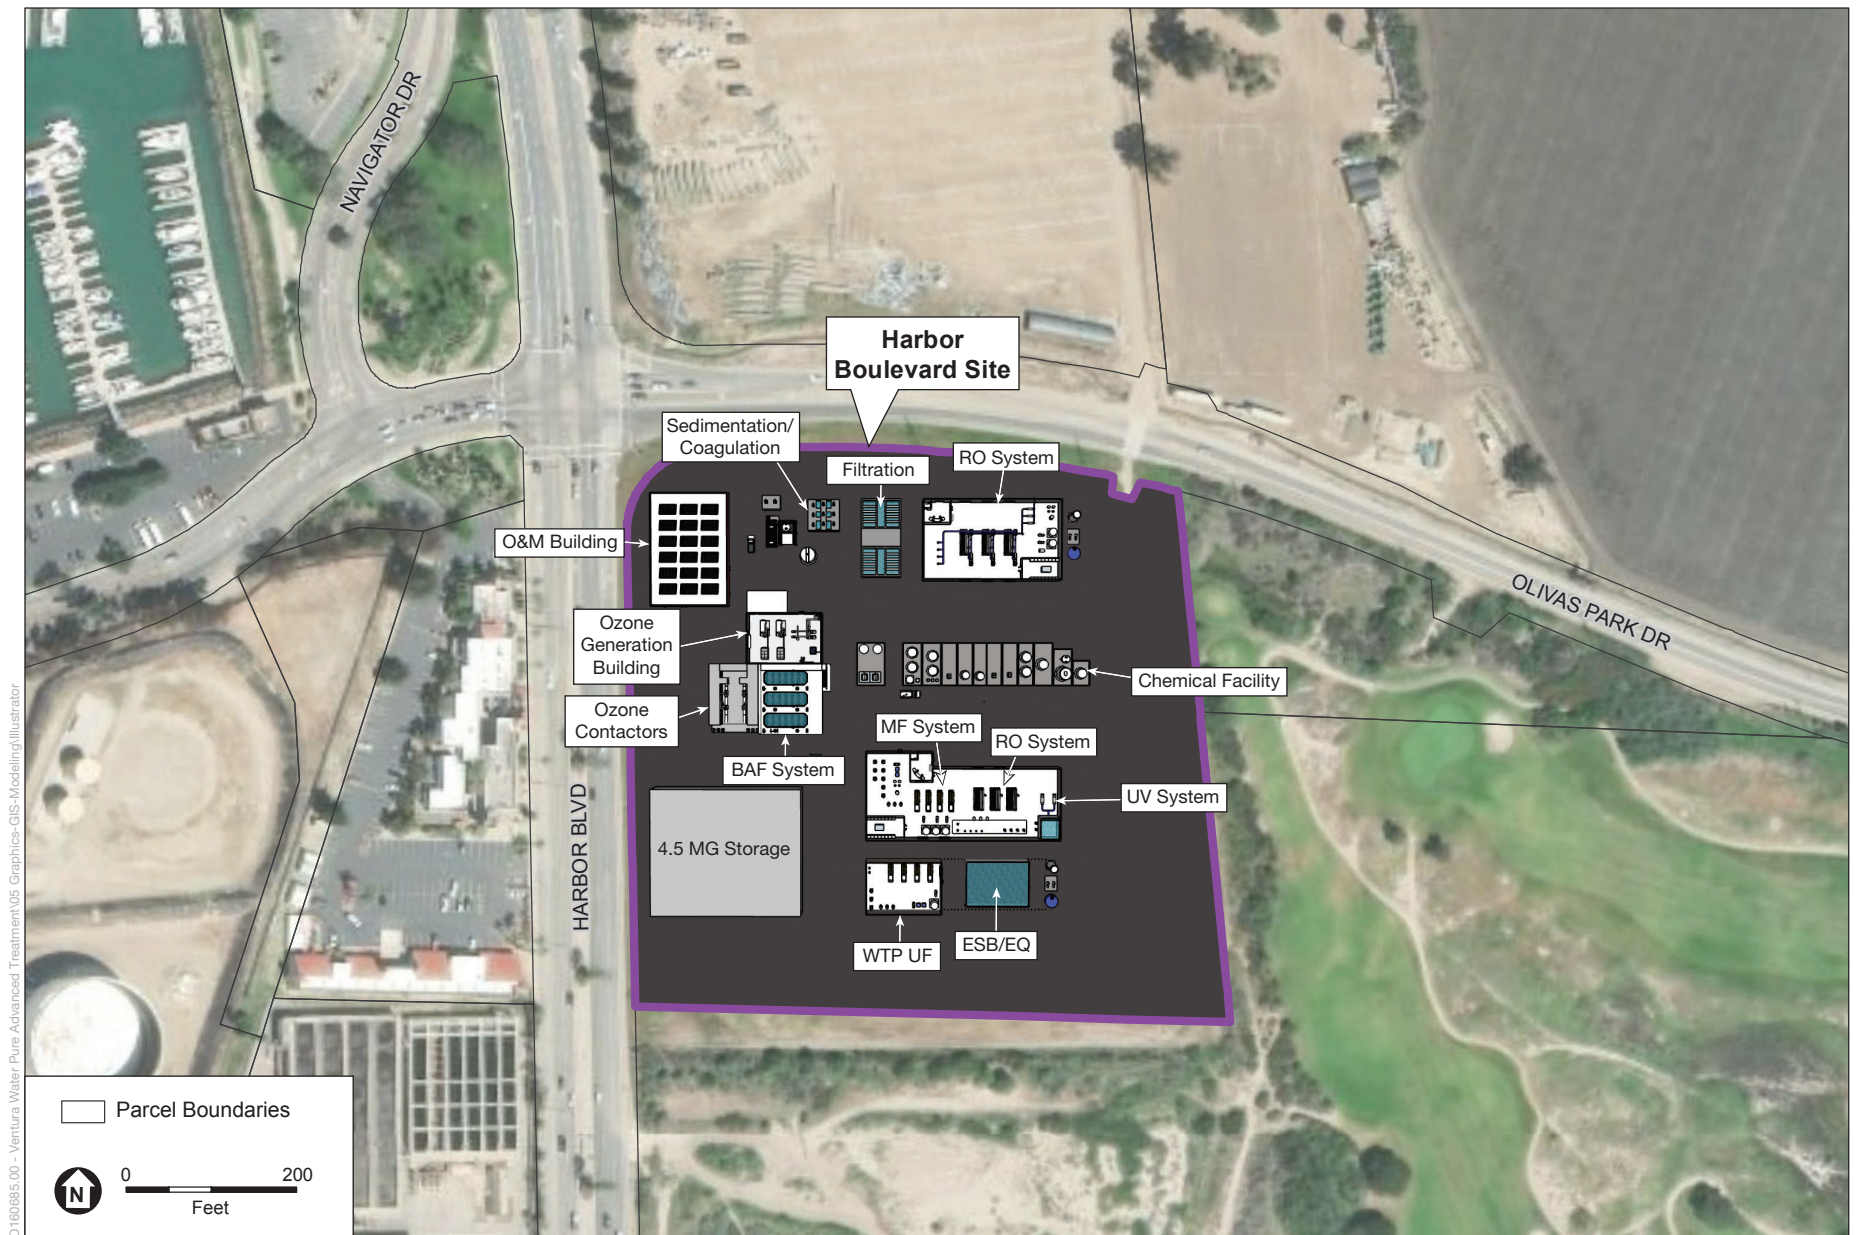 NAVIGATOR DR
Harbor
Boulevard Site
Sedimentation/
Coagulation
Filtration
RO System
O&M Building
OLIVAS PARK DR
Ozone
Generation
Building
Chemical Facility
Ozone
Contactors
MF System
RO System
BAF System
UV System
HARBOR BLVD
4.5 MG Storage
WTP UF
ESB/EQ
Parcel Boundaries
N
0 200
Feet
D160685.00 - Ventura Water Pure Advanced Treatment\05 Graphics-GIS-Modeling\Illustrator